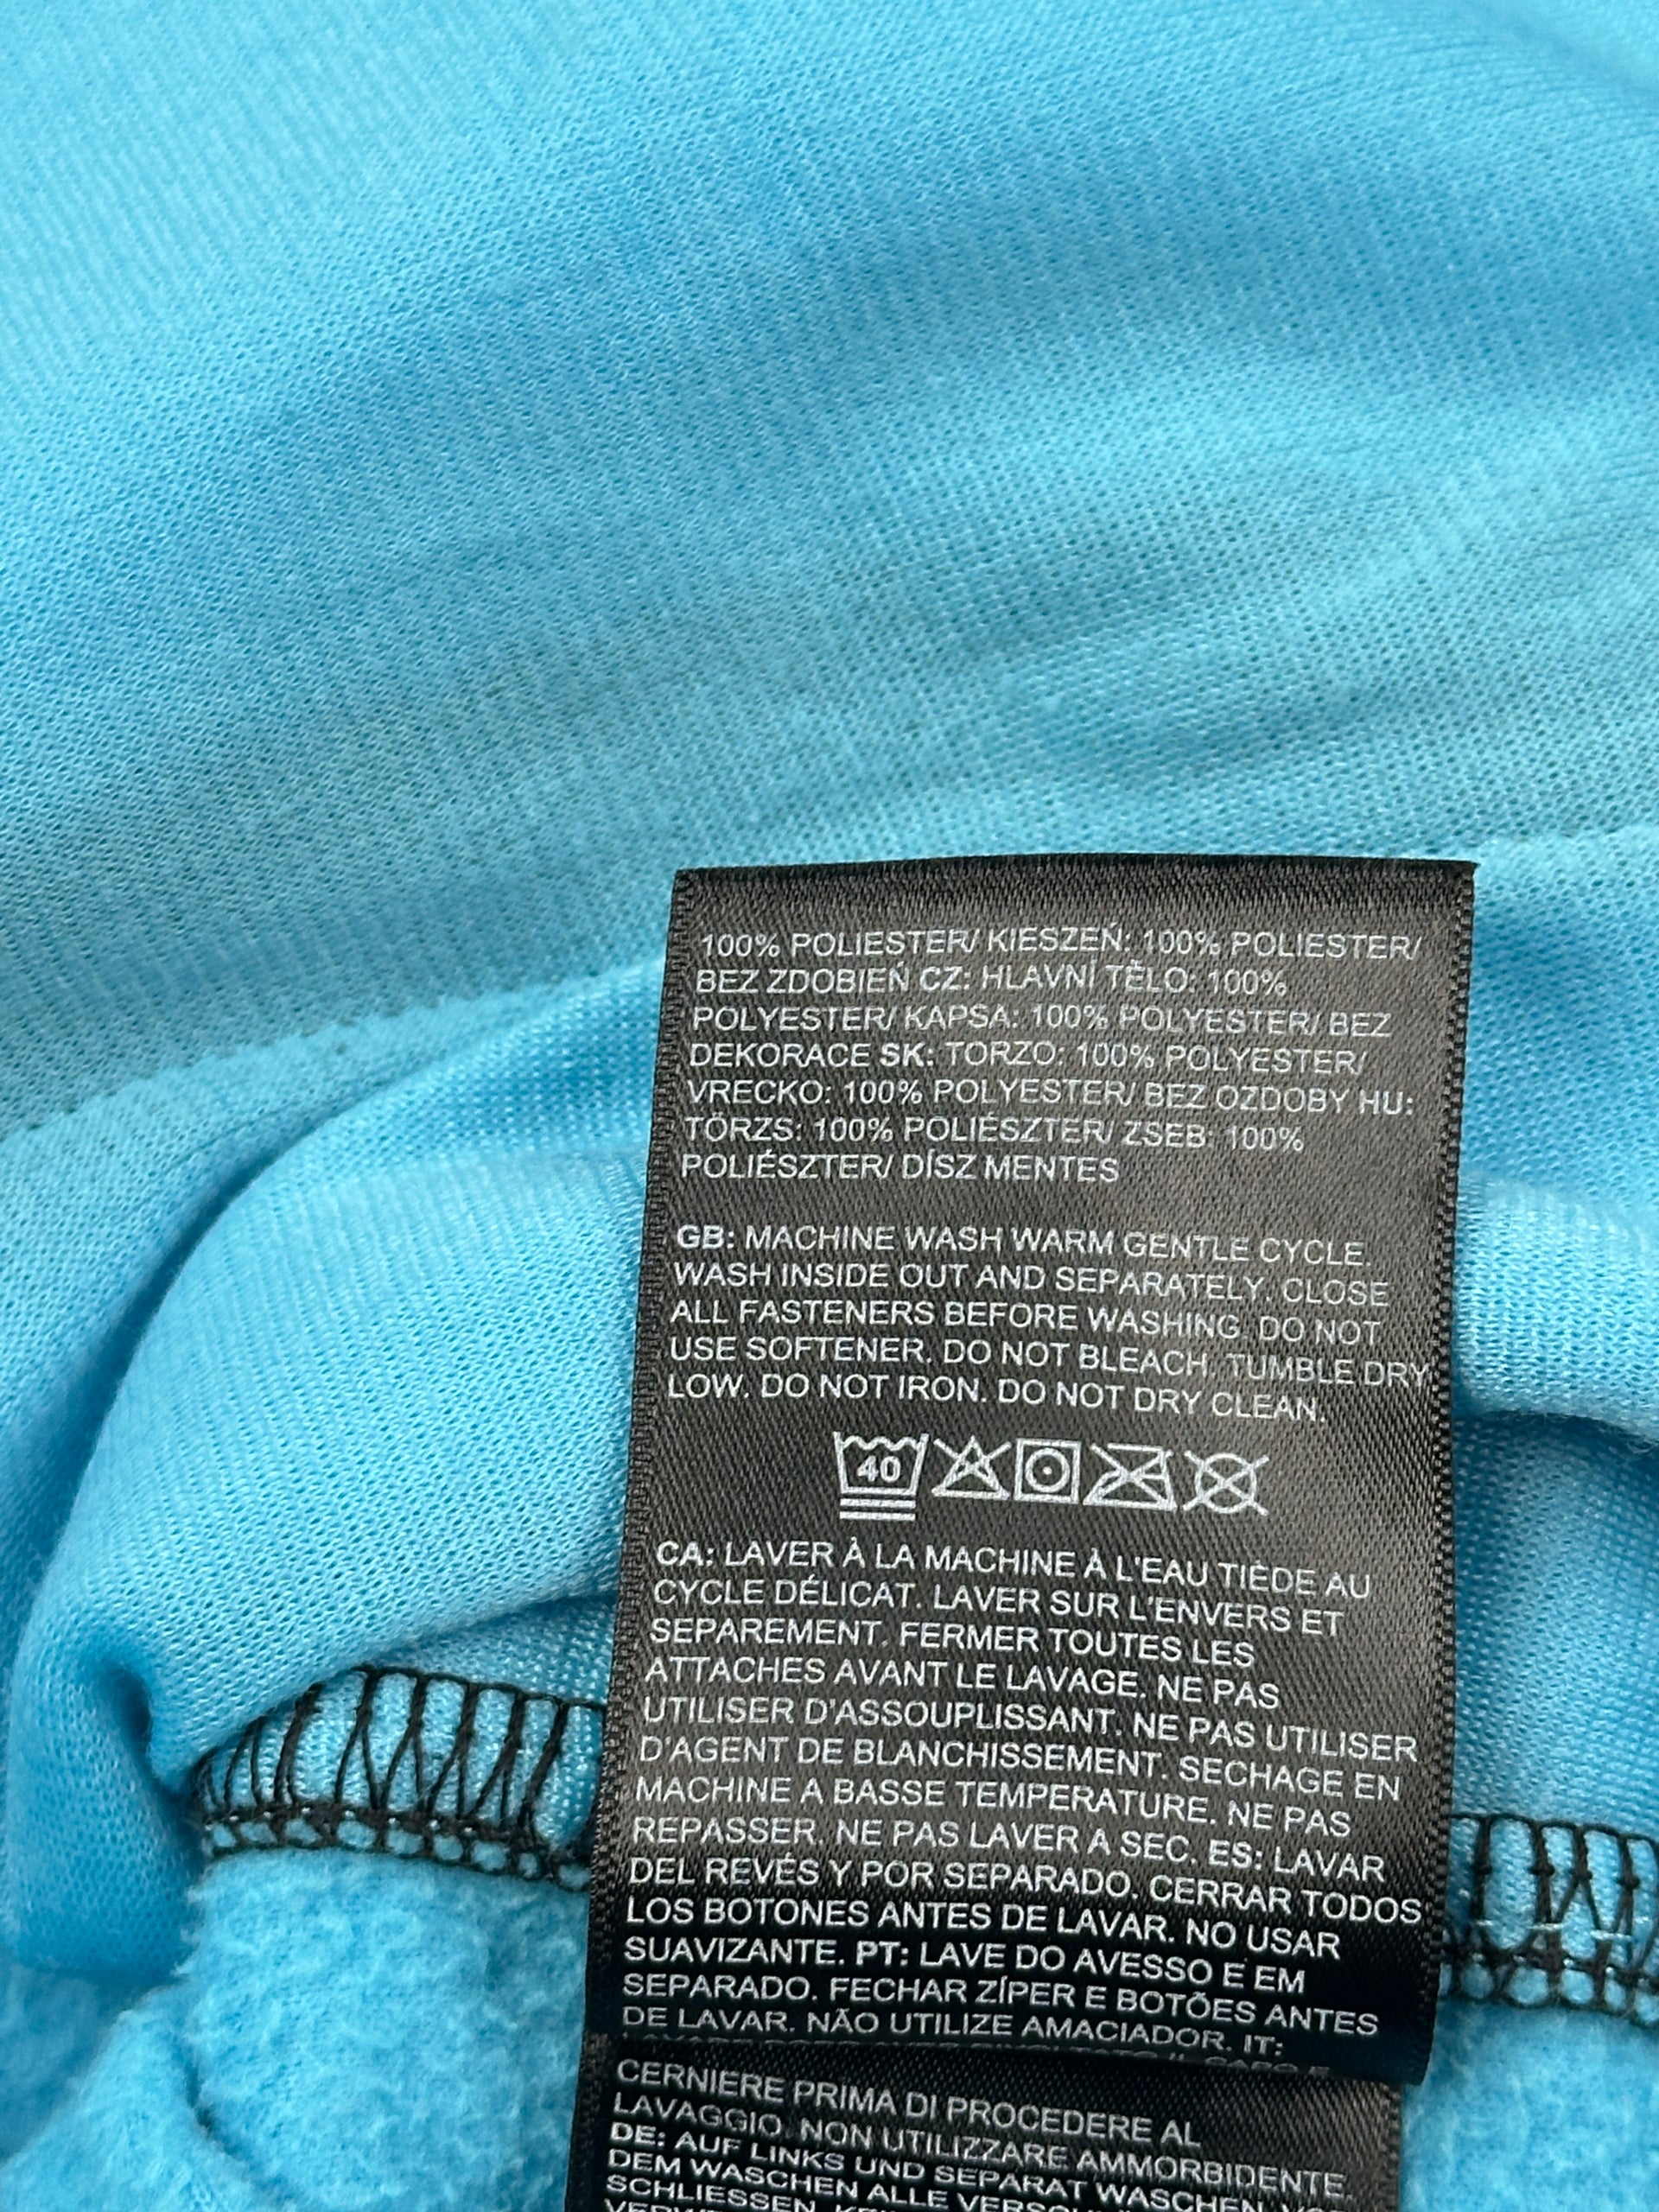 100% POLIESTER/ KIESZEŃ: 100% POLIESTER/
BEZ ZDOBIEŃ CZ: HLAVNÍ TĚLO: 100%
POLYESTER/ KAPSA: 100% POLYESTER/ BEZ
DEKORACE SK: TORZO: 100% POLYESTER/
VRECKO: 100% POLYESTER/ BEZ OZDOBY HU:
TÖRZS: 100% POLIÉSZTER/ ZSEB: 100%
POLIÉSZTER/ DÍSZ MENTES
GB: MACHINE WASH WARM GENTLE CYCLE.
WASH INSIDE OUT AND SEPARATELY. CLOSE
ALL FASTENERS BEFORE WASHING. DO NOT
USE SOFTENER. DO NOT BLEACH. TUMBLE DRY
LOW. DO NOT IRON. DO NOT DRY CLEAN.
40
CA: LAVER À LA MACHINE À L'EAU TIÈDE AU
CYCLE DÉLICAT. LAVER SUR L'ENVERS ET
SEPAREMENT. FERMER TOUTES LES
ATTACHES AVANT LE LAVAGE. NE PAS
UTILISER D'ASSOUPLISSANT. NE PAS UTILISER
D'AGENT DE BLANCHISSEMENT. SECHAGE EN
MACHINE A BASSE TEMPERATURE. NE PAS
REPASSER. NE PAS LAVER A SEC. ES: LAVAR
DEL REVÉS Y POR SEPARADO. CERRAR TODOS
LOS BOTONES ANTES DE LAVAR. NO USAR
SUAVIZANTE. PT: LAVE DO AVESSO E EM
SEPARADO. FECHAR ZÍPER E BOTÕES ANTES
DE LAVAR. NÃO UTILIZE AMACIADOR. IT:
CERNIERE PRIMA DI PROCEDERE AL
LAVAGGIO. NON UTILIZZARE AMMORBIDENTE.
DE: AUF LINKS UND SEPARAT WASCHEN. VOR
DEM WASCHEN ALLE
SCHLIESSEN.